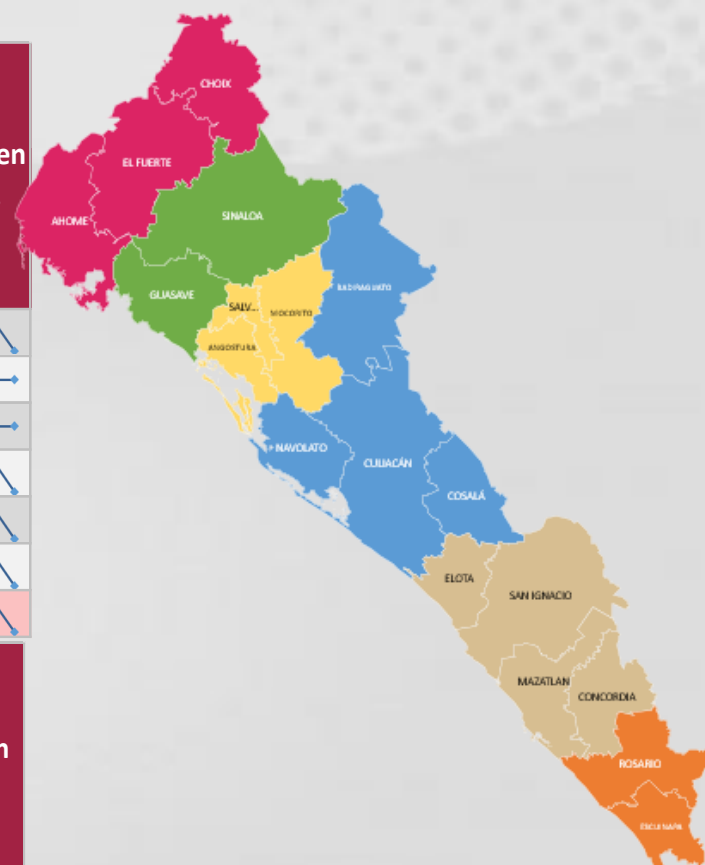 en
n
CHOIX
EL FUERTE
AHOME
SINALOA
GUASAVE
SALV...
MOCORITO
BADIRAGUATO
ANGOSTURA
NAVOLATO
CULIACÁN
COSALÁ
ELOTA
SAN IGNACIO
MAZATLAN
CONCORDIA
ROSARIO
ESCUINAPA